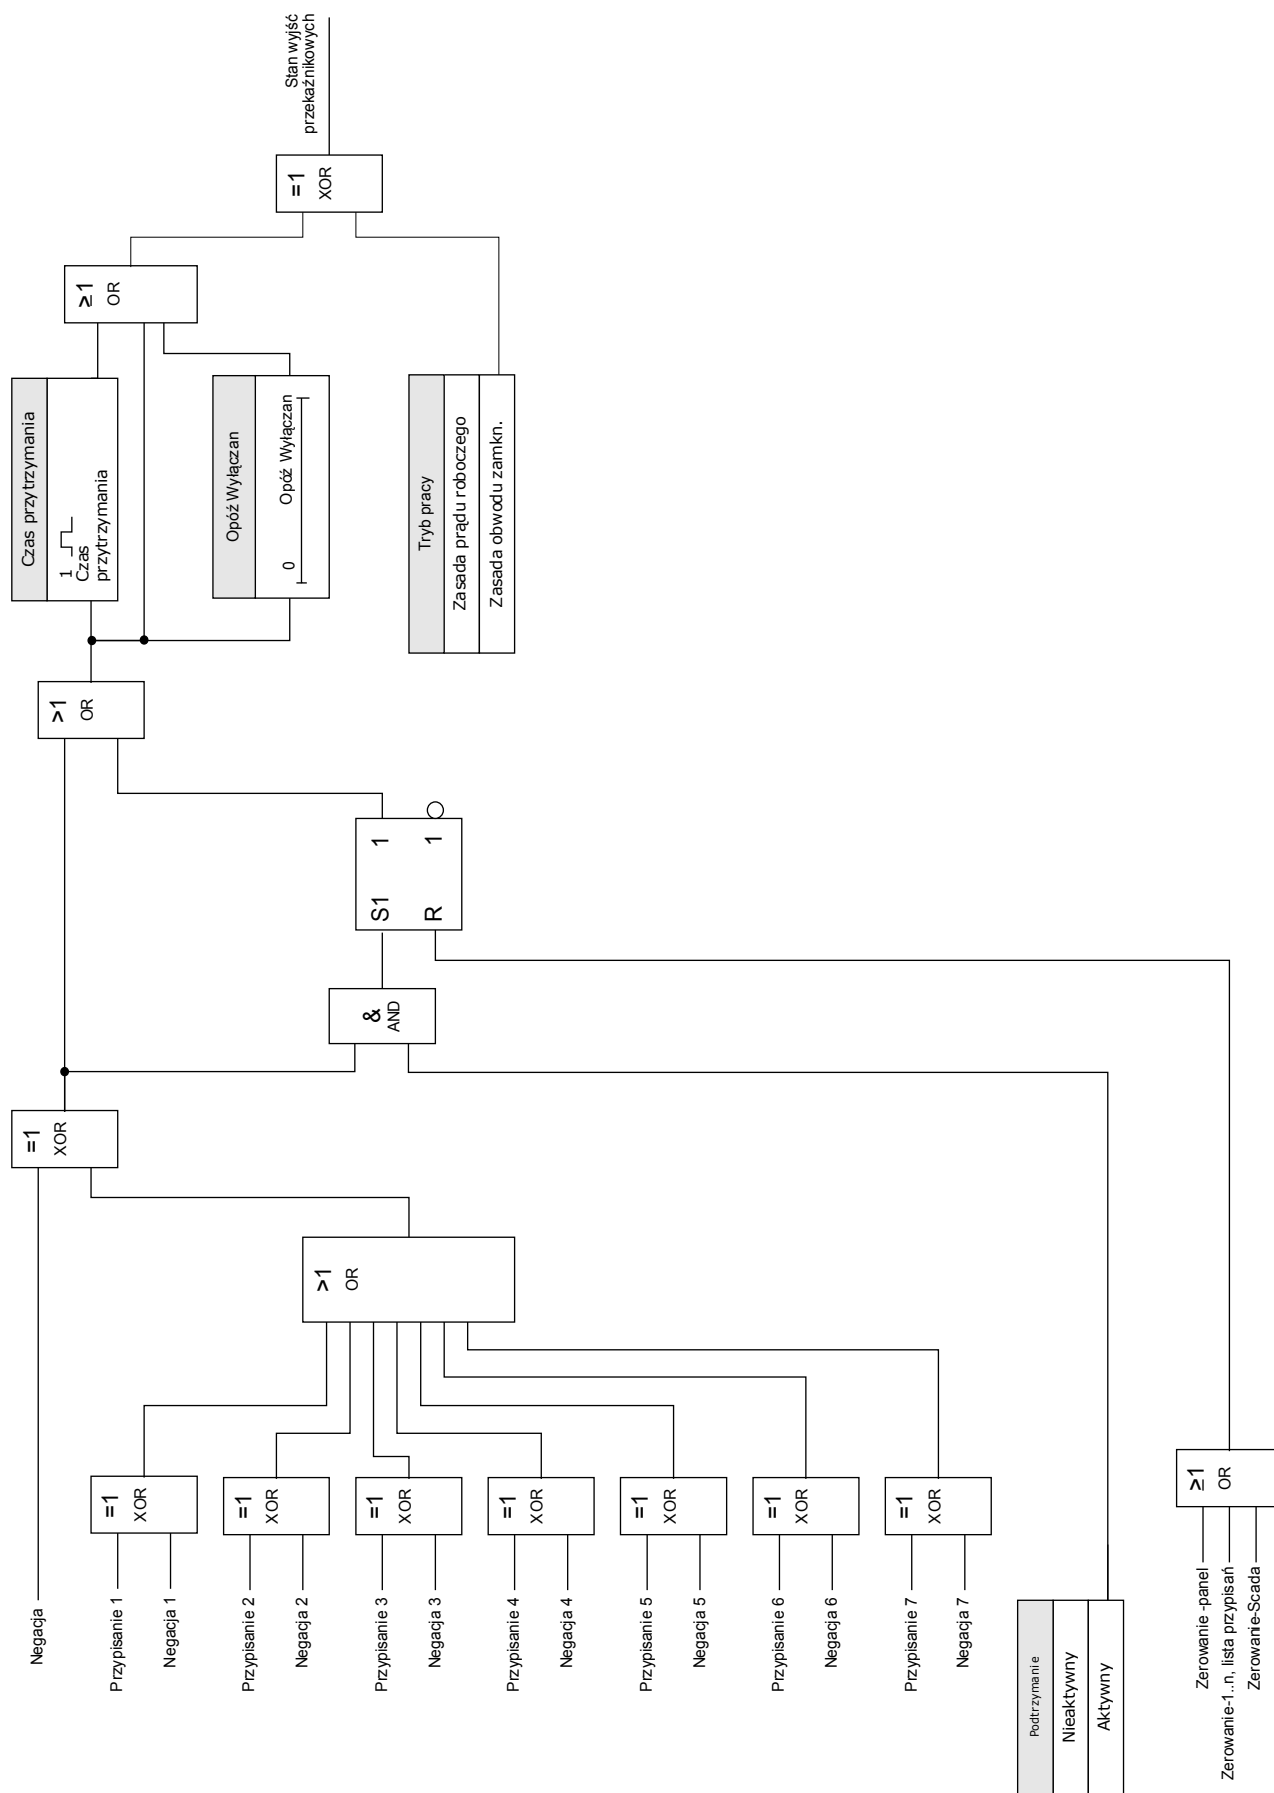 Negacja
Przypisanie 1
Negacja 1
Przypisanie 2
Negacja 2
Przypisanie 3
Negacja 3
Przypisanie 4
Negacja 4
Przypisanie 5
Negacja 5
Przypisanie 6
Negacja 6
Przypisanie 7
Negacja 7
Podtrzymanie
Nieaktywny
Aktywny
Zerowanie -panel
Zerowanie-1..n, lista przypisań
Zerowanie-Scada
=1
XOR
=1
XOR
=1
XOR
=1
XOR
=1
XOR
=1
XOR
=1
XOR
≥1
OR
>1
OR
=1
XOR
&
AND
S1 1
R 1
>1
OR
Czas przytrzymania
1
Czas
przytrzymania
Opóź Wyłączan
0 Opóź Wyłączan
Tryb pracy
Zasada prądu roboczego
Zasada obwodu zamkn.
≥1
OR
=1
XOR
Stan wyjść
przekaźnikowych